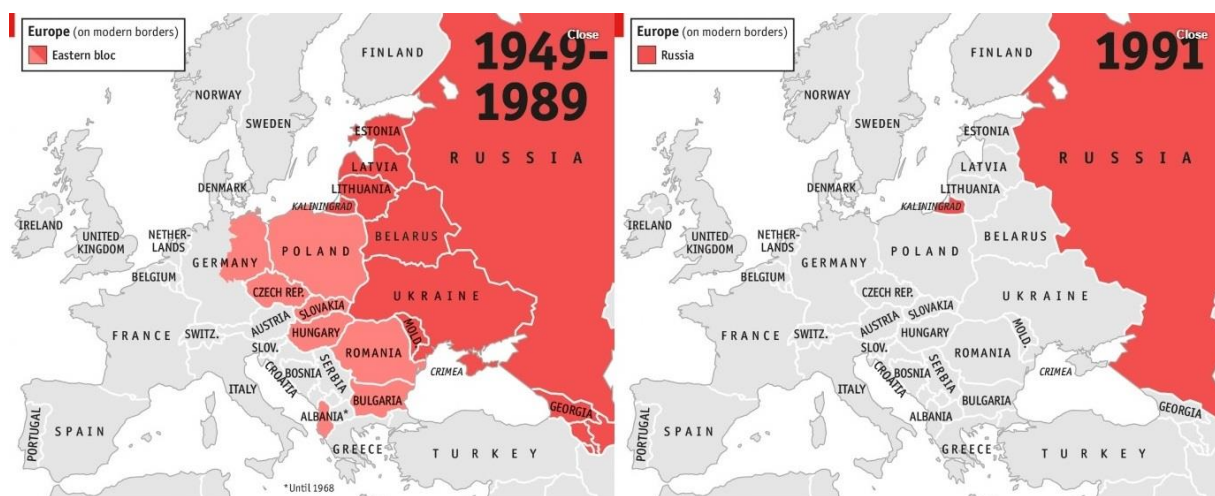 Europe (on modern borders)
Eastern bloc
1949-
1989
Close
FINLAND
NORWAY
SWEDEN
ESTONIA
RUSSIA
LATVIA
DENMARK
LITHUANIA
KALININGRAD
IRELAND
UNITED
KINGDOM
NETHER-
LANDS
BELARUS
POLAND
GERMANY
BELGIUM
CZECH REP.
UKRAINE
SLOVAKIA
AUSTRIA
FRANCE
SWITZ.
HUNGARY
MOLD.
SLOV.
ROMANIA
CROATIA
BOSNIA
SERBIA
CRIMEA
ITALY
BULGARIA
GEORGIA
ALBANIA*
PORTUGAL
SPAIN
GREECE
TURKEY
*Until 1968
Europe (on modern borders)
Russia
1991
Close
FINLAND
NORWAY
SWEDEN
ESTONIA
RUSSIA
LATVIA
DENMARK
LITHUANIA
KALININGRAD
IRELAND
UNITED
KINGDOM
NETHER-
LANDS
BELARUS
POLAND
GERMANY
BELGIUM
CZECH REP.
UKRAINE
SLOVAKIA
AUSTRIA
FRANCE
SWITZ.
HUNGARY
MOLD.
SLOV.
ROMANIA
CROATIA
BOSNIA
SERBIA
CRIMEA
ITALY
BULGARIA
GEORGIA
ALBANIA
PORTUGAL
SPAIN
GREECE
TURKEY